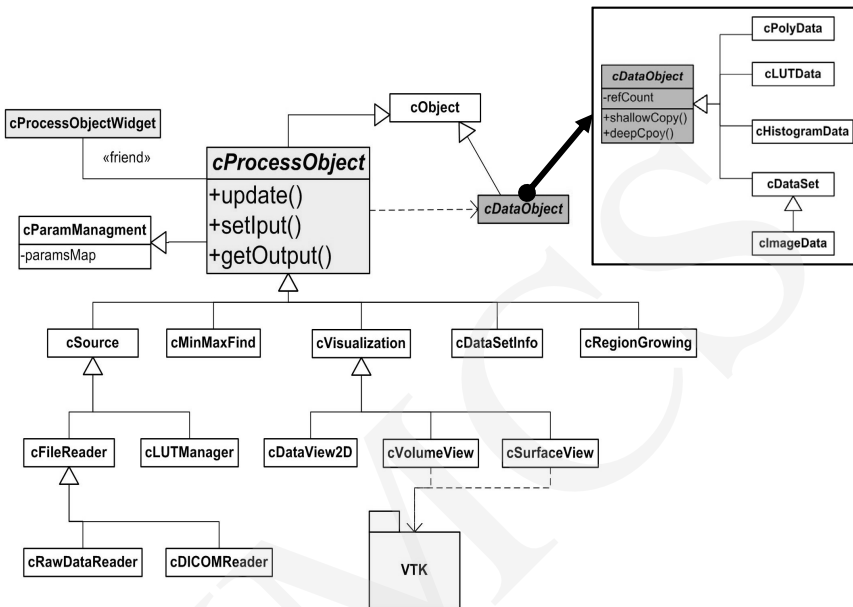 cPolyData
cObject
cDataObject
cLUTData
-refCount
cProcessObjectWidget
+shallowCopy()
+deepCpoy()
cHistogramData
«friend»
cProcessObject
cDataSet
+update()
cDataObject
cParamManagment
+setIput()
-paramsMap
+getOutput()
cImageData
cSource
cMinMaxFind
cVisualization
cDataSetInfo
cRegionGrowing
cFileReader
cLUTManager
cDataView2D
cVolumeView
cSurfaceView
cRawDataReader
cDICOMReader
VTK
MCS